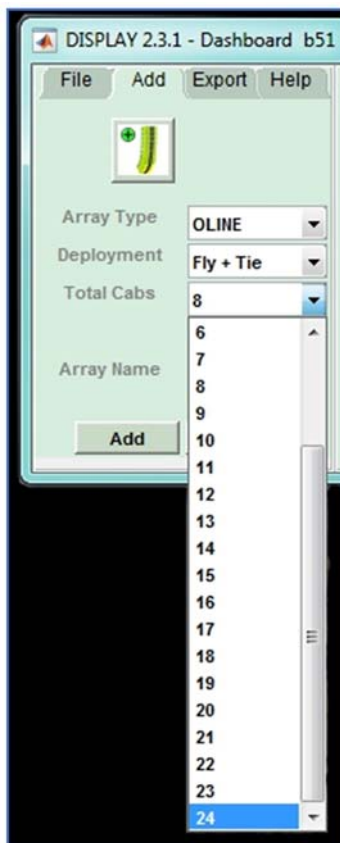 DISPLAY 2.3.1 - Dashboard b51
File Add Export Help
Array Type OLINE
Deployment Fly + Tie
Total Cabs 8
6
7
8
Array Name
9
10
Add
11
12
13
14
15
16
17
18
19
20
21
22
23
24